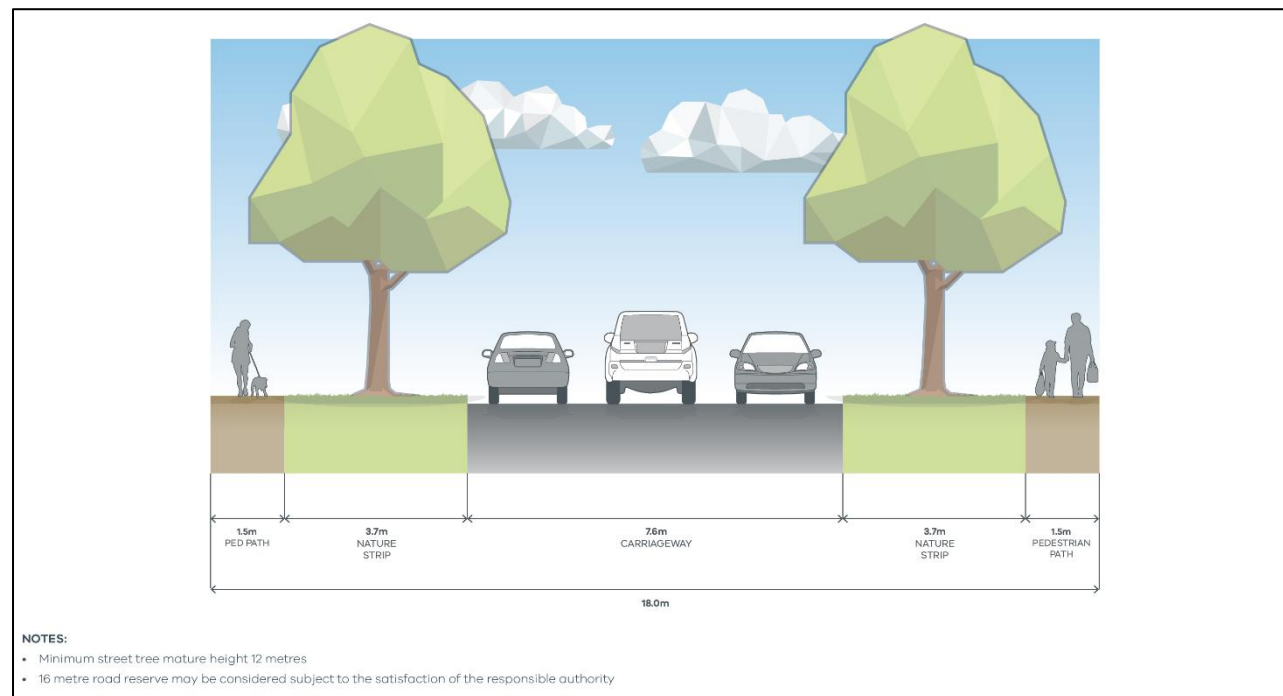 1.5m
PED PATH
3.7m
NATURE
STRIP
7.6m
CARRIAGEWAY
3.7m
NATURE
STRIP
1.5m
PEDESTRIAN
PATH
18.0m
NOTES:
• Minimum street tree mature height 12 metres
• 16 metre road reserve may be considered subject to the satisfaction of the responsible authority